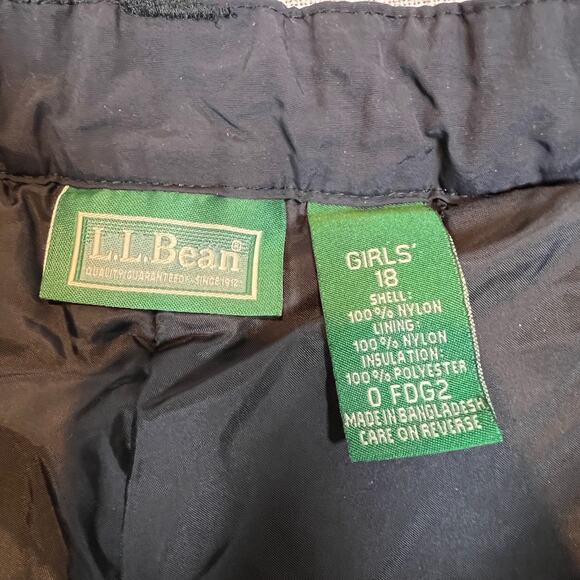 L.L.Bean®
QUALITY GUARANTEED · SINCE 1912
GIRLS'
18
SHELL:
100% NYLON
LINING:
100% NYLON
INSULATION:
100% POLYESTER
0 FDG2
MADE IN BANGLADESH
CARE ON REVERSE